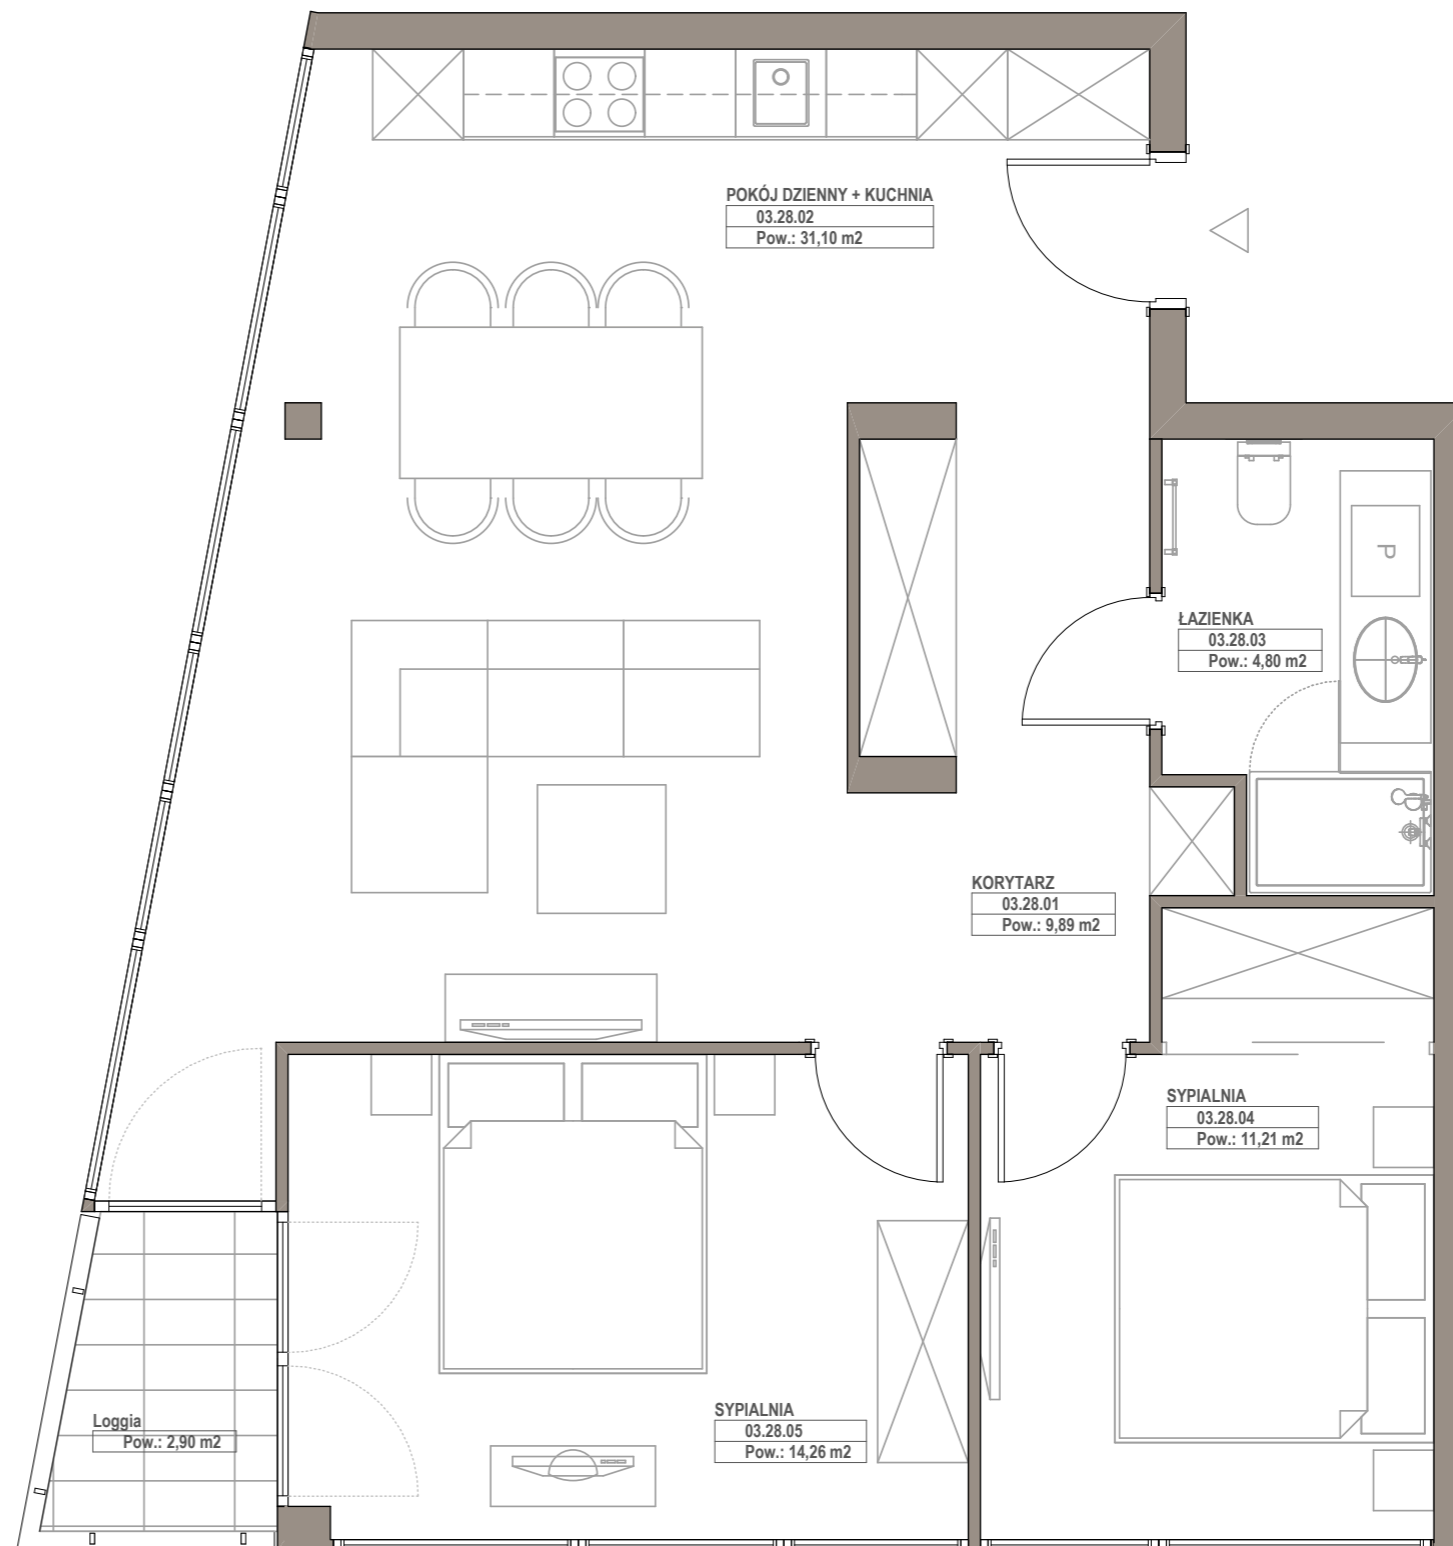 POKÓJ DZIENNY + KUCHNIA
03.28.02
Pow.: 31,10 m2
P
ŁAZIENKA
03.28.03
Pow.: 4,80 m2
KORYTARZ
03.28.01
Pow.: 9,89 m2
SYPIALNIA
03.28.04
Pow.: 11,21 m2
SYPIALNIA
03.28.05
Pow.: 14,26 m2
Loggia
Pow.: 2,90 m2